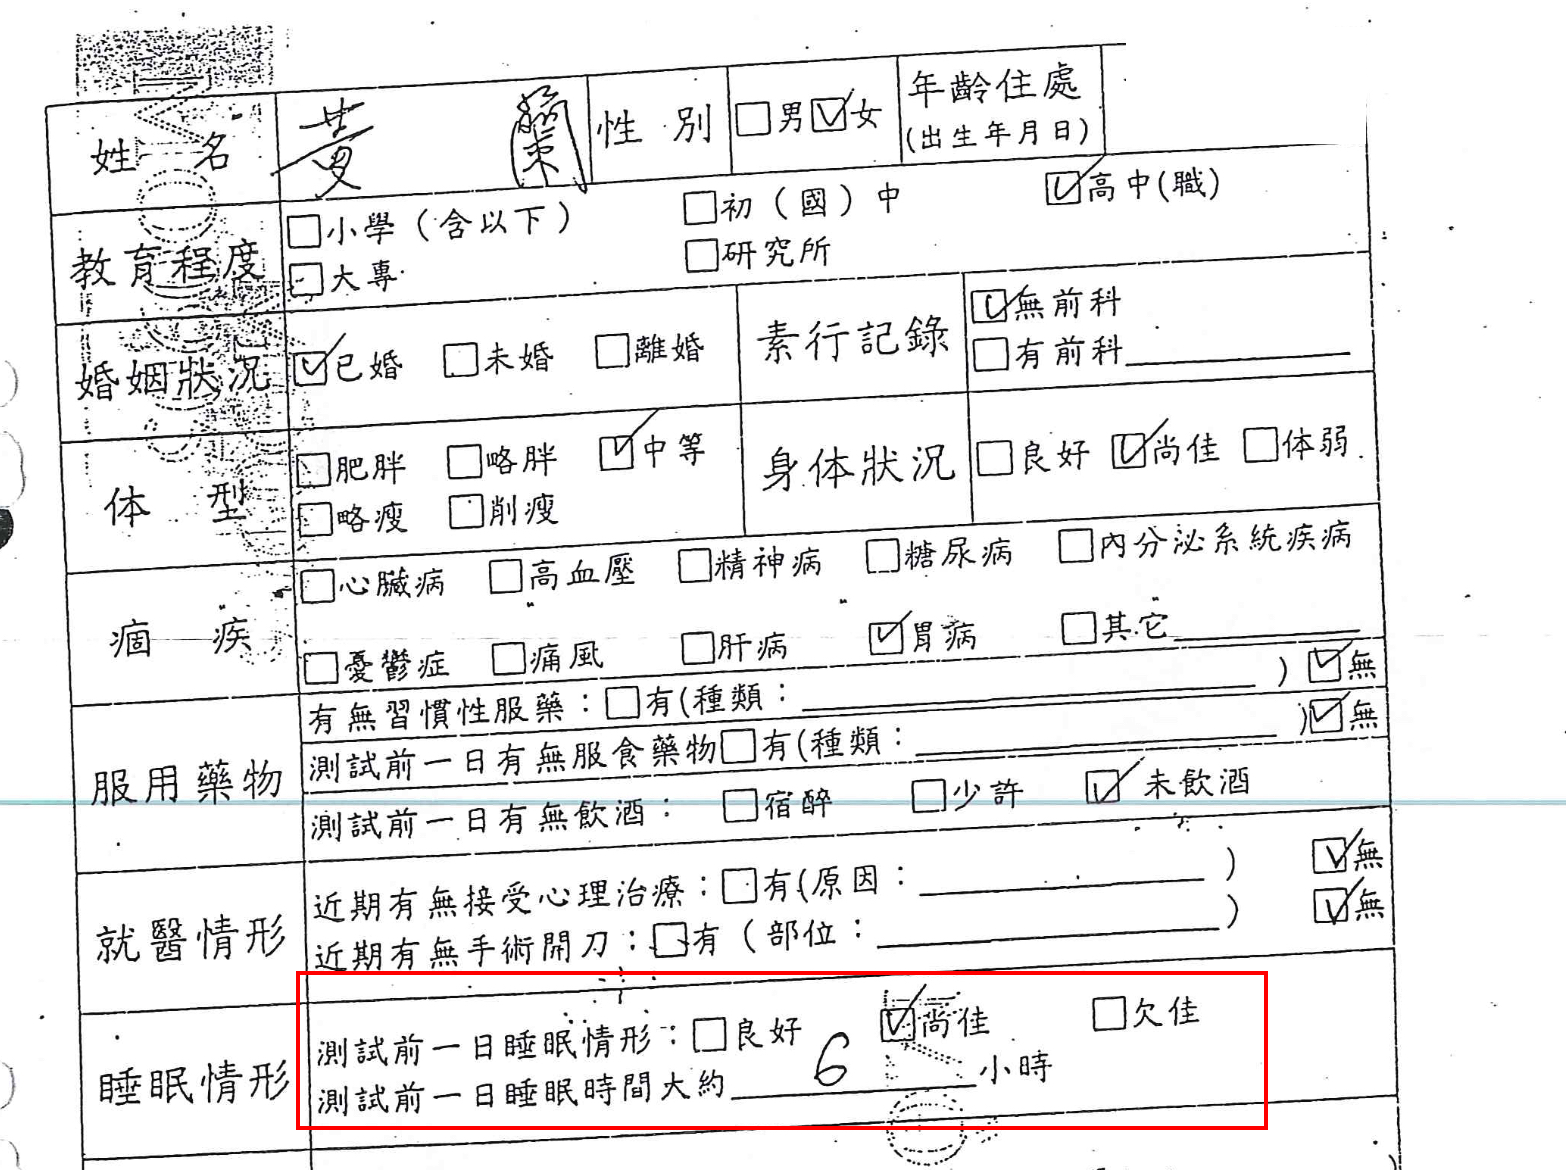 姓 名 黄 蘭 性 別 □男 ☑女 年齡住處
(出生年月日)
教育程度 □小學（含以下） □初（國）中 ☑高中(職)
□大專 □研究所
婚姻狀況 ☑已婚 □未婚 □離婚 素行記錄 ☑無前科
□有前科
体 型 □肥胖 □略胖 ☑中等 身体狀況 □良好 ☑尚佳 □体弱
□略瘦 □削瘦
痼 疾 □心臟病 □高血壓 □精神病 □糖尿病 □內分泌系統疾病
□憂鬱症 □痛風 □肝病 ☑胃病 □其它
服用藥物 有無習慣性服藥：□有(種類： ) ☑無
測試前一日有無服食藥物□有(種類： ) ☑無
測試前一日有無飲酒： □宿醉 □少許 ☑未飲酒
就醫情形 近期有無接受心理治療：□有(原因： ) ☑無
近期有無手術開刀：□有（部位： ) ☑無
睡眠情形 測試前一日睡眠情形：□良好 ☑尚佳 □欠佳
測試前一日睡眠時間大約 6 小時